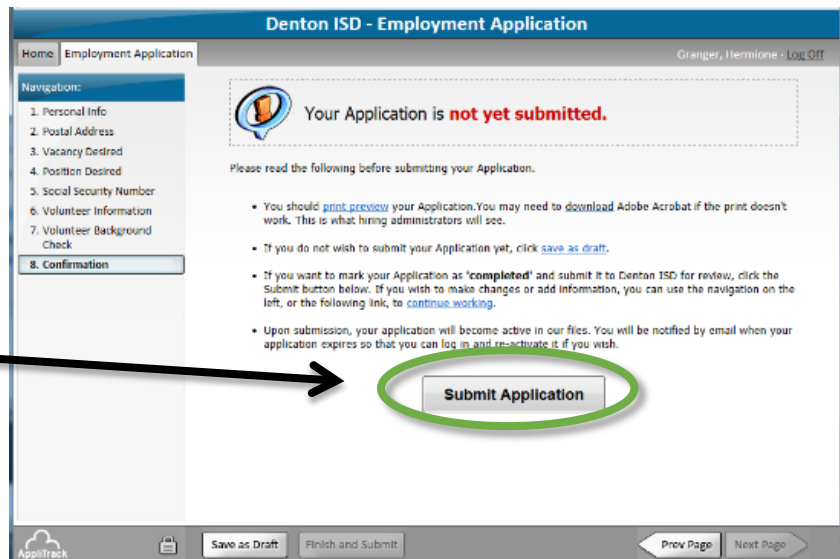 Denton ISD - Employment Application
Home Employment Application Granger, Hermione - Log Off
Navigation:
1. Personal Info
2. Postal Address
3. Vacancy Desired
4. Position Desired
5. Social Security Number
6. Volunteer Information
7. Volunteer Background
Check
8. Confirmation
Your Application is not yet submitted.
Please read the following before submitting your Application.
• You should print preview your Application.You may need to download Adobe Acrobat if the print doesn't
work. This is what hiring administrators will see.
• If you do not wish to submit your Application yet, click save as draft.
• If you want to mark your Application as 'completed' and submit it to Denton ISD for review, click the
Submit button below. If you wish to make changes or add information, you can use the navigation on the
left, or the following link, to continue working.
• Upon submission, your application will become active in our files. You will be notified by email when your
application expires so that you can log in and re-activate it if you wish.
Submit Application
AppliTrack Save as Draft Finish and Submit Prev Page Next Page